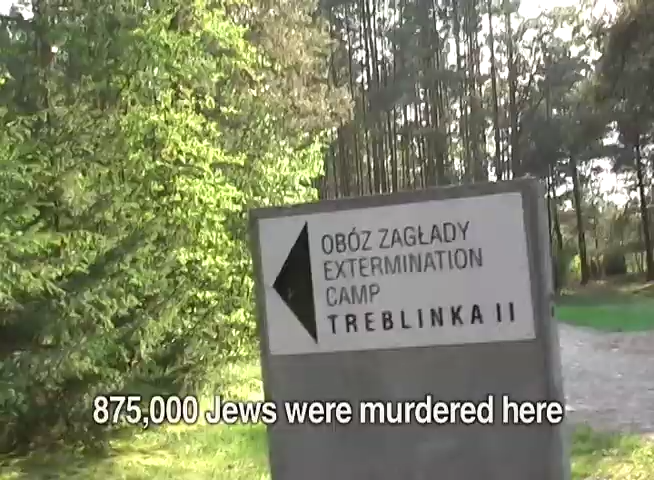 OBÓZ ZAGŁADY
EXTERMINATION
CAMP
TREBLINKA II
875,000 Jews were murdered here